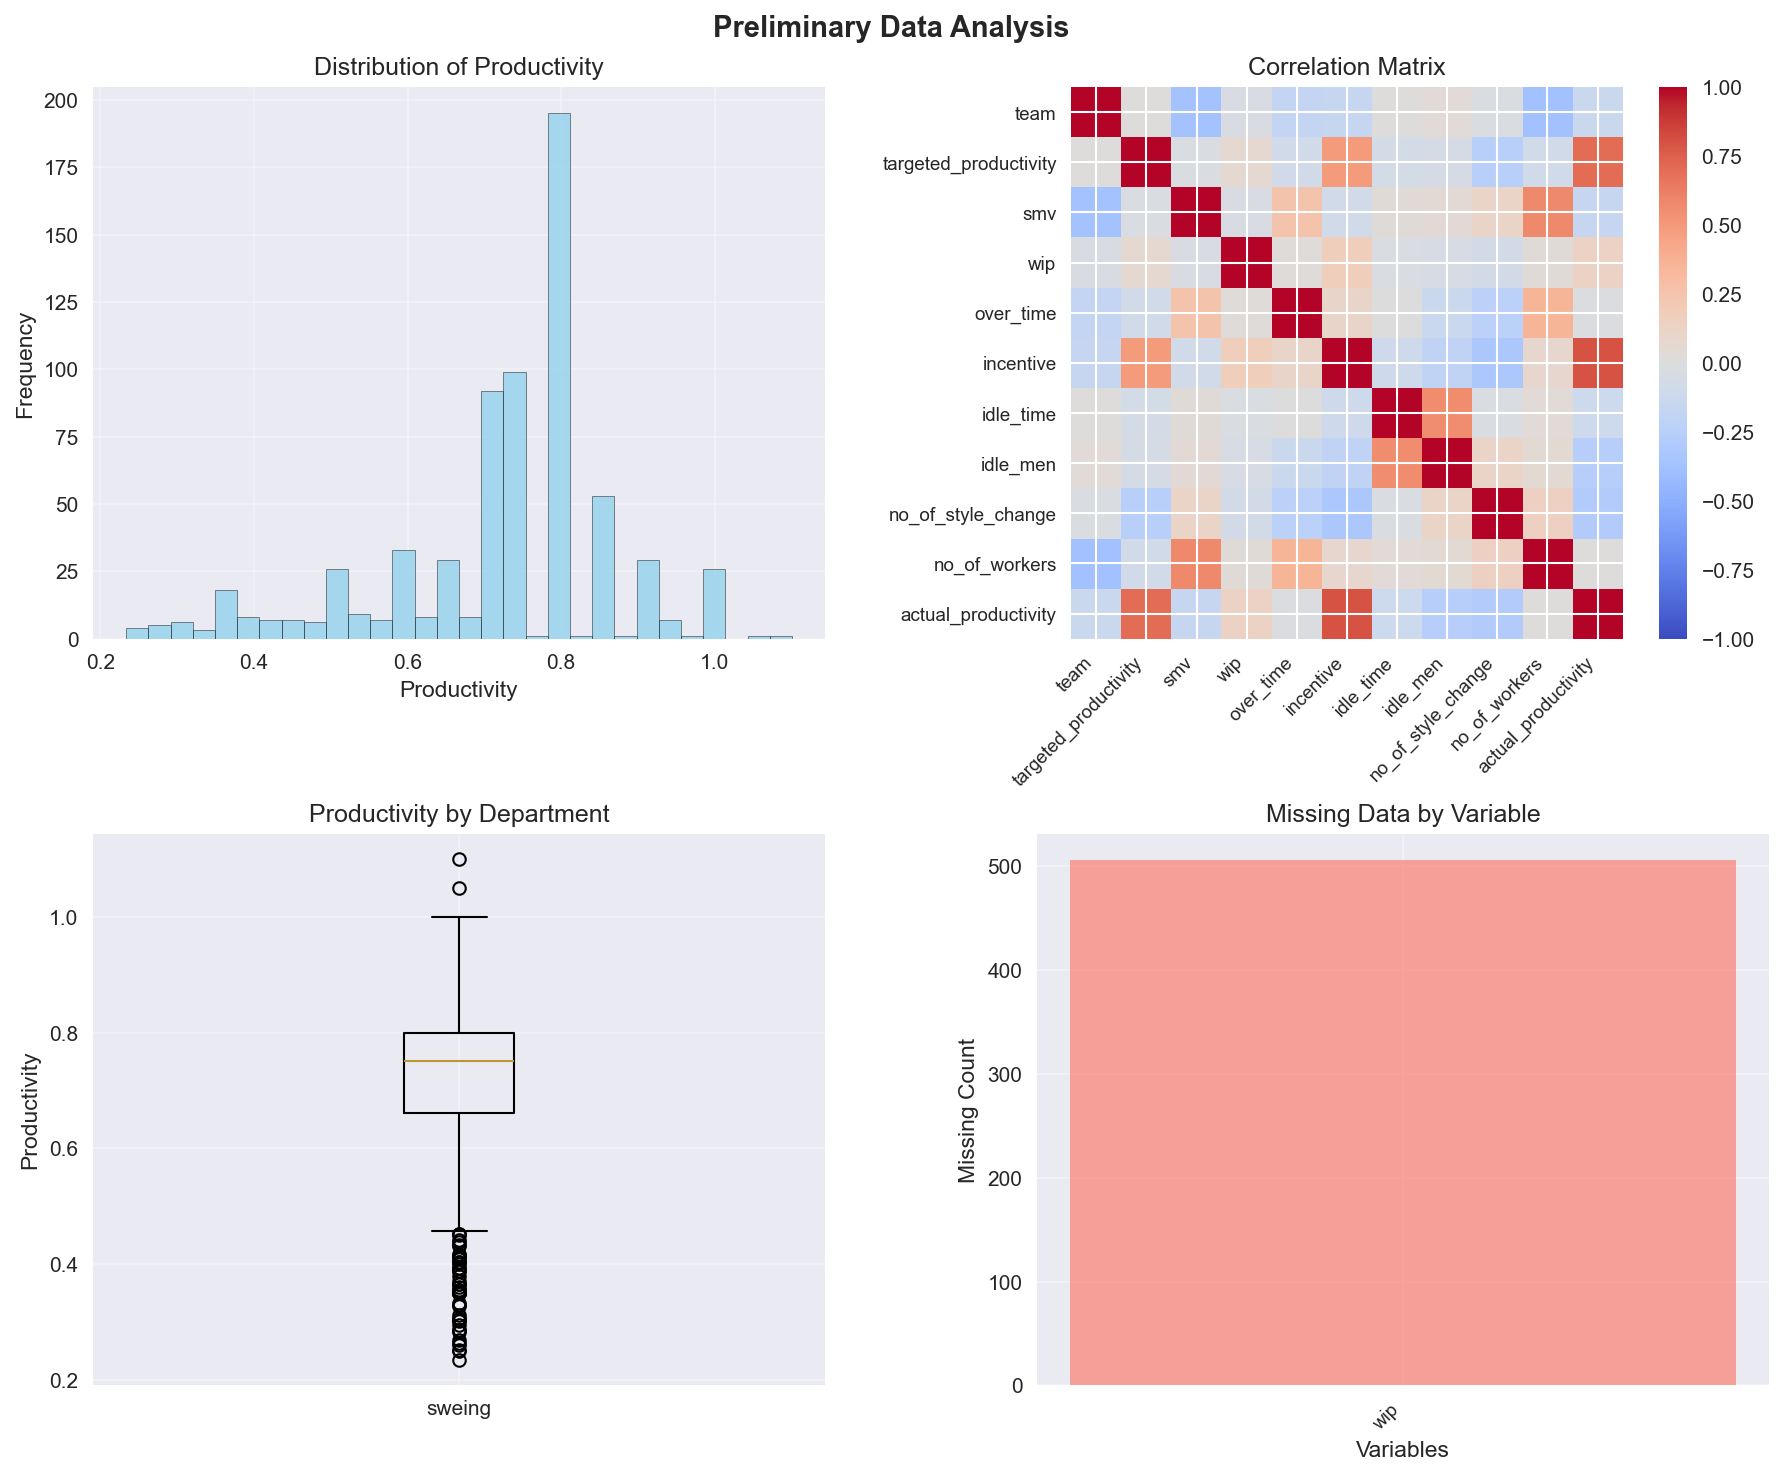 Preliminary Data Analysis
Distribution of Productivity
200
175
150
125
100
75
50
25
0
Frequency
0.2
0.4
0.6
0.8
1.0
Productivity
Correlation Matrix
team
targeted_productivity
smv
wip
over_time
incentive
idle_time
idle_men
no_of_style_change
no_of_workers
actual_productivity
team
targeted_productivity
smv
wip
over_time
incentive
idle_time
idle_men
no_of_style_change
no_of_workers
actual_productivity
1.00
0.75
0.50
0.25
0.00
−0.25
−0.50
−0.75
−1.00
Productivity by Department
1.0
0.8
0.6
0.4
0.2
Productivity
sweing
Missing Data by Variable
500
400
300
200
100
0
Missing Count
wip
Variables